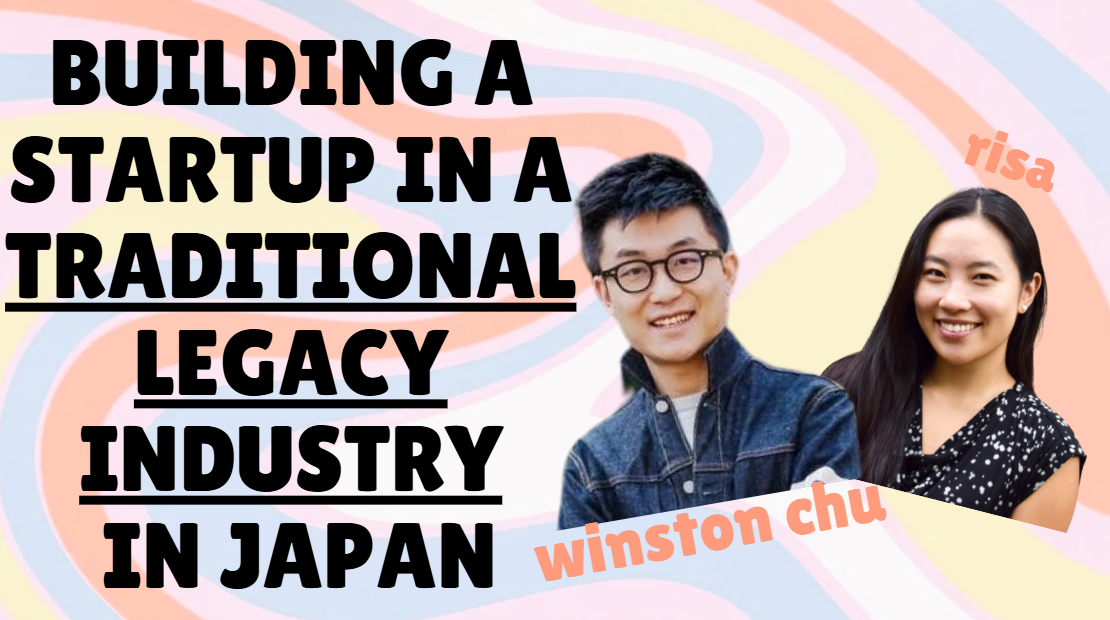 BUILDING A
STARTUP IN A
TRADITIONAL
LEGACY
INDUSTRY
IN JAPAN
risa
winston chu